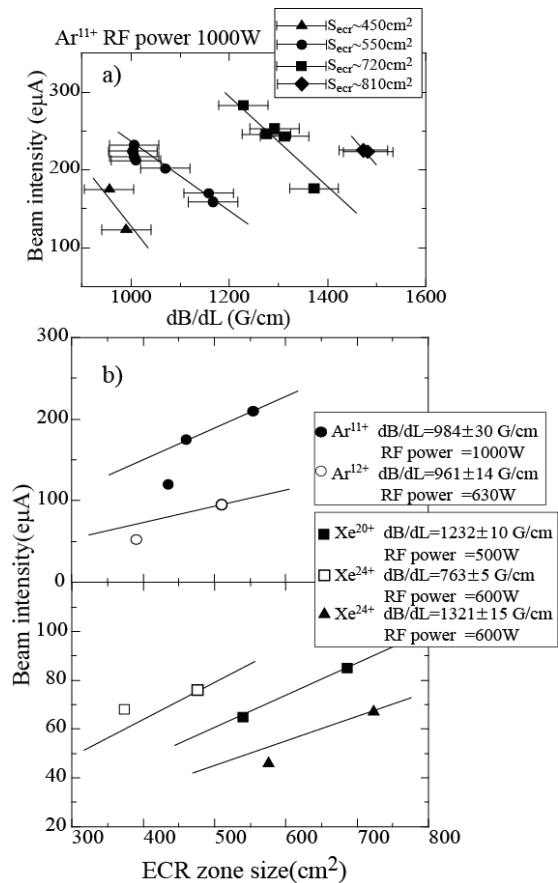 Ar¹¹⁺ RF power 1000W
S_ecr~450cm²
S_ecr~550cm²
S_ecr~720cm²
S_ecr~810cm²
a)
Beam intensity (eμA)
300
200
100
1000
1200
1400
1600
dB/dL (G/cm)
b)
Beam intensity(eμA)
300
200
100
0
Ar¹¹⁺ dB/dL=984±30 G/cm
RF power =1000W
Ar¹²⁺ dB/dL=961±14 G/cm
RF power =630W
Xe²⁰⁺ dB/dL=1232±10 G/cm
RF power =500W
Xe²⁴⁺ dB/dL=763±5 G/cm
RF power =600W
Xe²⁴⁺ dB/dL=1321±15 G/cm
RF power =600W
100
80
60
40
20
300
400
500
600
700
800
ECR zone size(cm²)